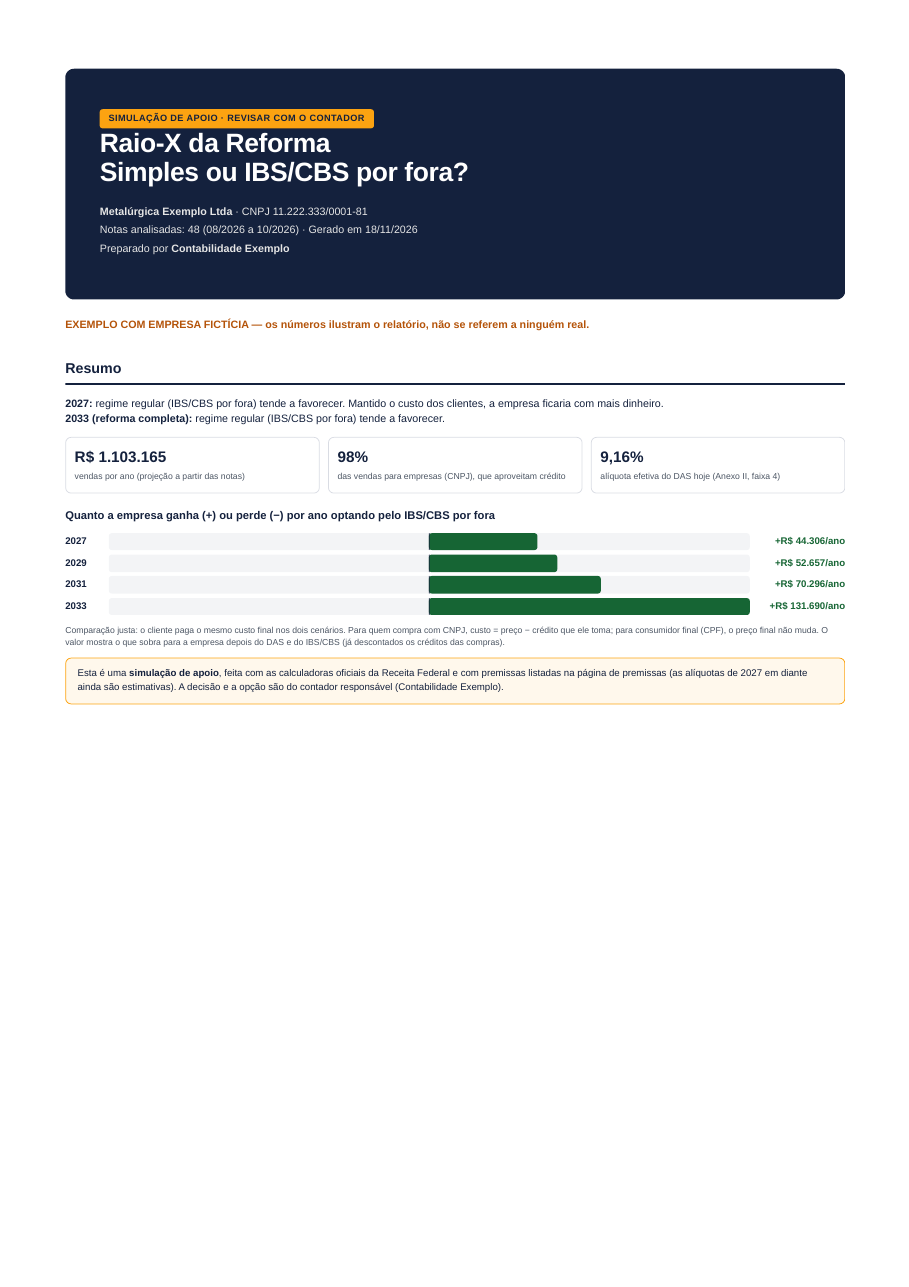 SIMULAÇÃO DE APOIO · REVISAR COM O CONTADOR
Raio-X da Reforma
Simples ou IBS/CBS por fora?
Metalúrgica Exemplo Ltda · CNPJ 11.222.333/0001-81
Notas analisadas: 48 (08/2026 a 10/2026) · Gerado em 18/11/2026
Preparado por Contabilidade Exemplo
EXEMPLO COM EMPRESA FICTÍCIA — os números ilustram o relatório, não se referem a ninguém real.
Resumo
2027: regime regular (IBS/CBS por fora) tende a favorecer. Mantido o custo dos clientes, a empresa ficaria com mais dinheiro.
2033 (reforma completa): regime regular (IBS/CBS por fora) tende a favorecer.
R$ 1.103.165
vendas por ano (projeção a partir das notas)
98%
das vendas para empresas (CNPJ), que aproveitam crédito
9,16%
alíquota efetiva do DAS hoje (Anexo II, faixa 4)
Quanto a empresa ganha (+) ou perde (−) por ano optando pelo IBS/CBS por fora
2027 +R$ 44.306/ano
2029 +R$ 52.657/ano
2031 +R$ 70.296/ano
2033 +R$ 131.690/ano
Comparação justa: o cliente paga o mesmo custo final nos dois cenários. Para quem compra com CNPJ, custo = preço − crédito que ele toma; para consumidor final (CPF), o preço final não muda. O
valor mostra o que sobra para a empresa depois do DAS e do IBS/CBS (já descontados os créditos das compras).
Esta é uma simulação de apoio, feita com as calculadoras oficiais da Receita Federal e com premissas listadas na página de premissas (as alíquotas de 2027 em diante
ainda são estimativas). A decisão e a opção são do contador responsável (Contabilidade Exemplo).